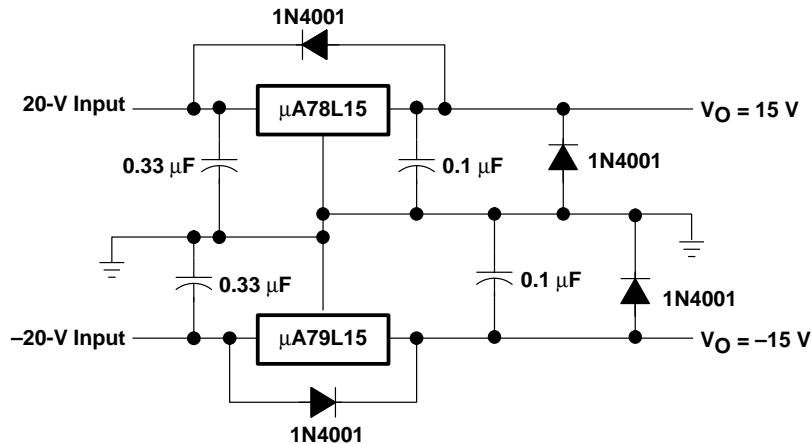 1N4001
20-V Input
μA78L15
VO = 15 V
0.33 μF
0.1 μF
1N4001
0.33 μF
0.1 μF
1N4001
–20-V Input
μA79L15
VO = –15 V
1N4001